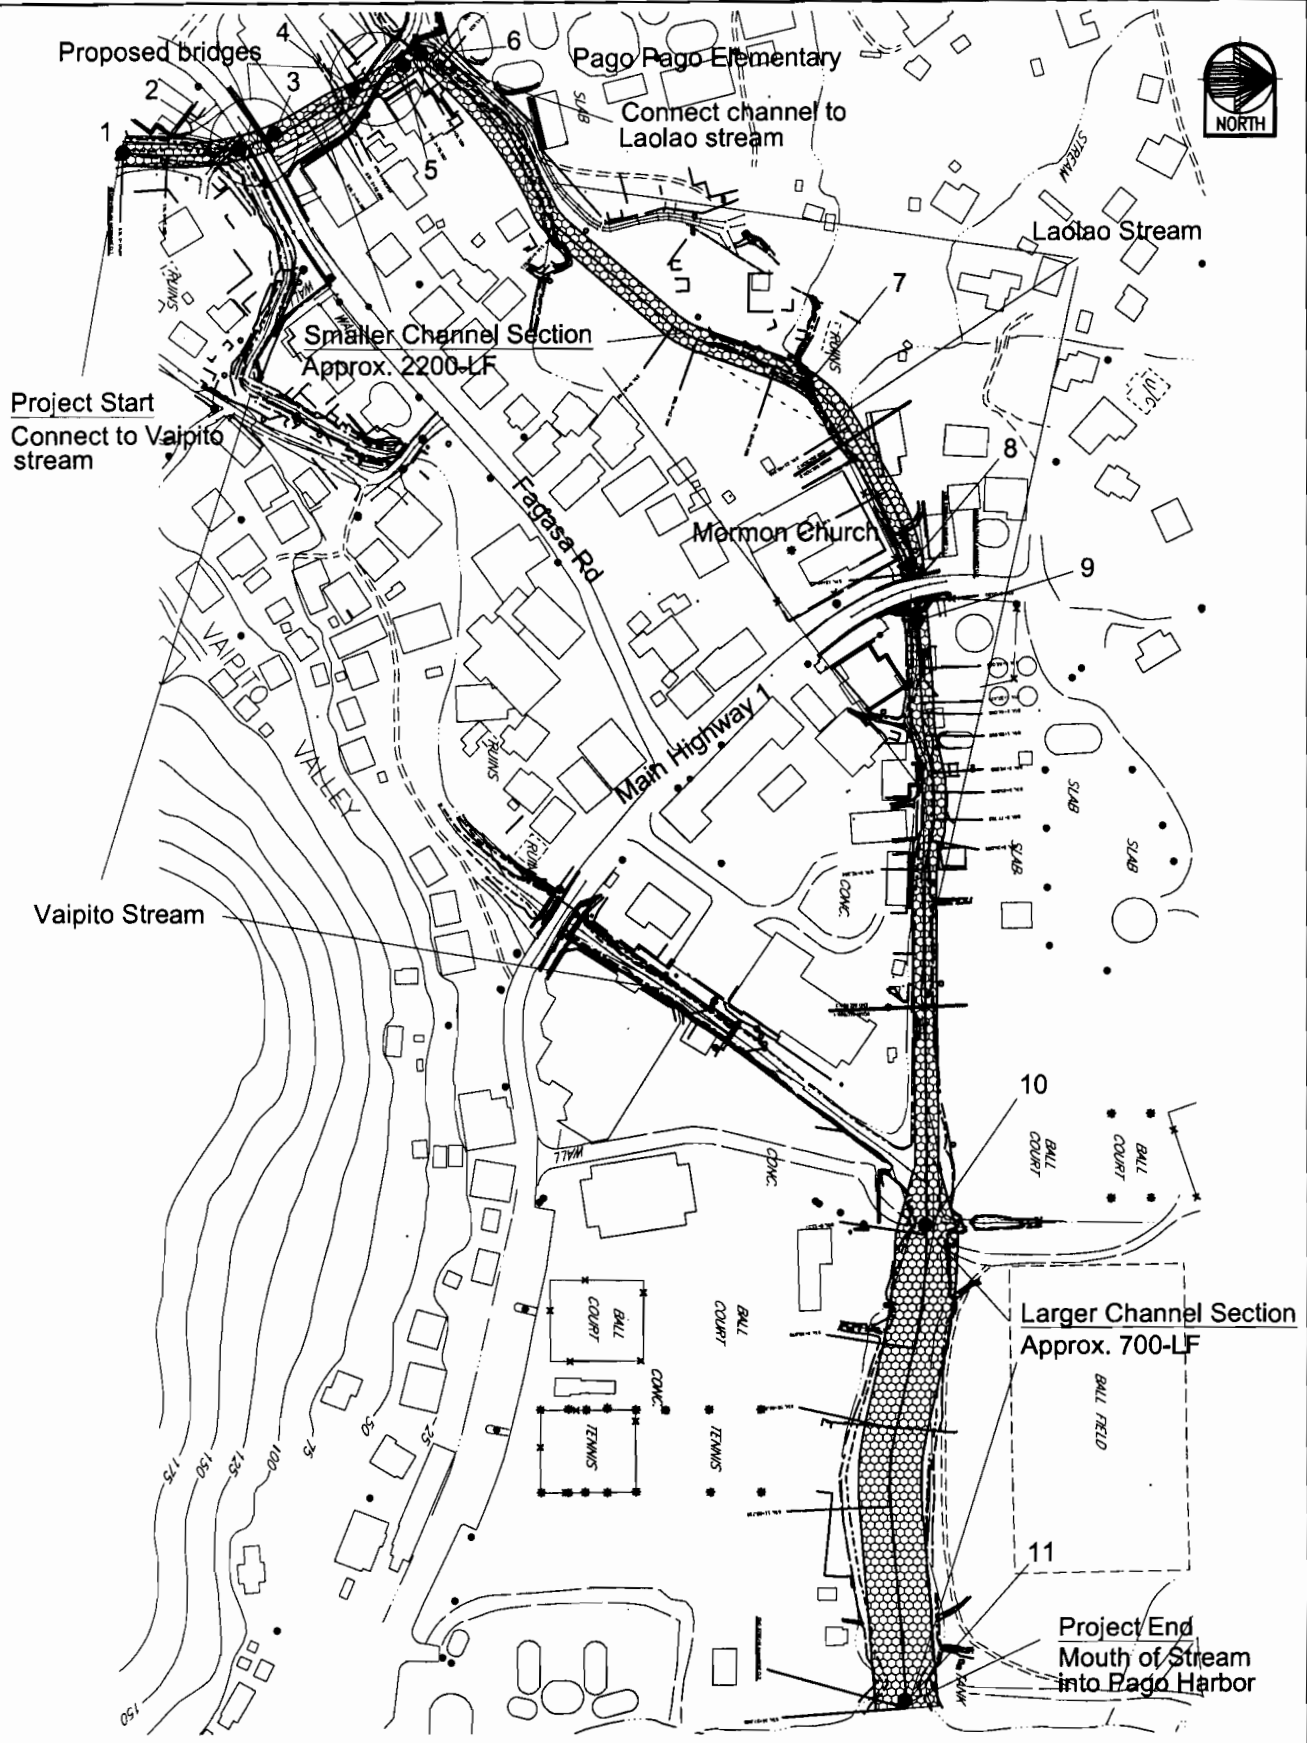 4
6
Proposed bridges
Pago Pago Elementary
3
2
SLAB
Connect channel to
Laolao stream
NORTH
1
5
STREAM
Laolao Stream
RUINS
7
WALL
WALL
Smaller Channel Section
Approx. 2200-LF
RUINS
Project Start
Connect to Vaipito
stream
U/C
8
Fagasa Rd
Mormon Church
9
VAIPITO
VALLEY
RUINS
Main Highway 1
SLAB
SLAB
SLAB
CONC.
Vaipito Stream
10
BALL
COURT
BALL
COURT
WALL
CONC.
BALL
COURT
BALL
COURT
Larger Channel Section
Approx. 700-LF
CONC.
BALL FIELD
TENNIS
TENNIS
50
25
75
100
125
150
175
11
Project End
Mouth of Stream
into Pago Harbor
TANK
150